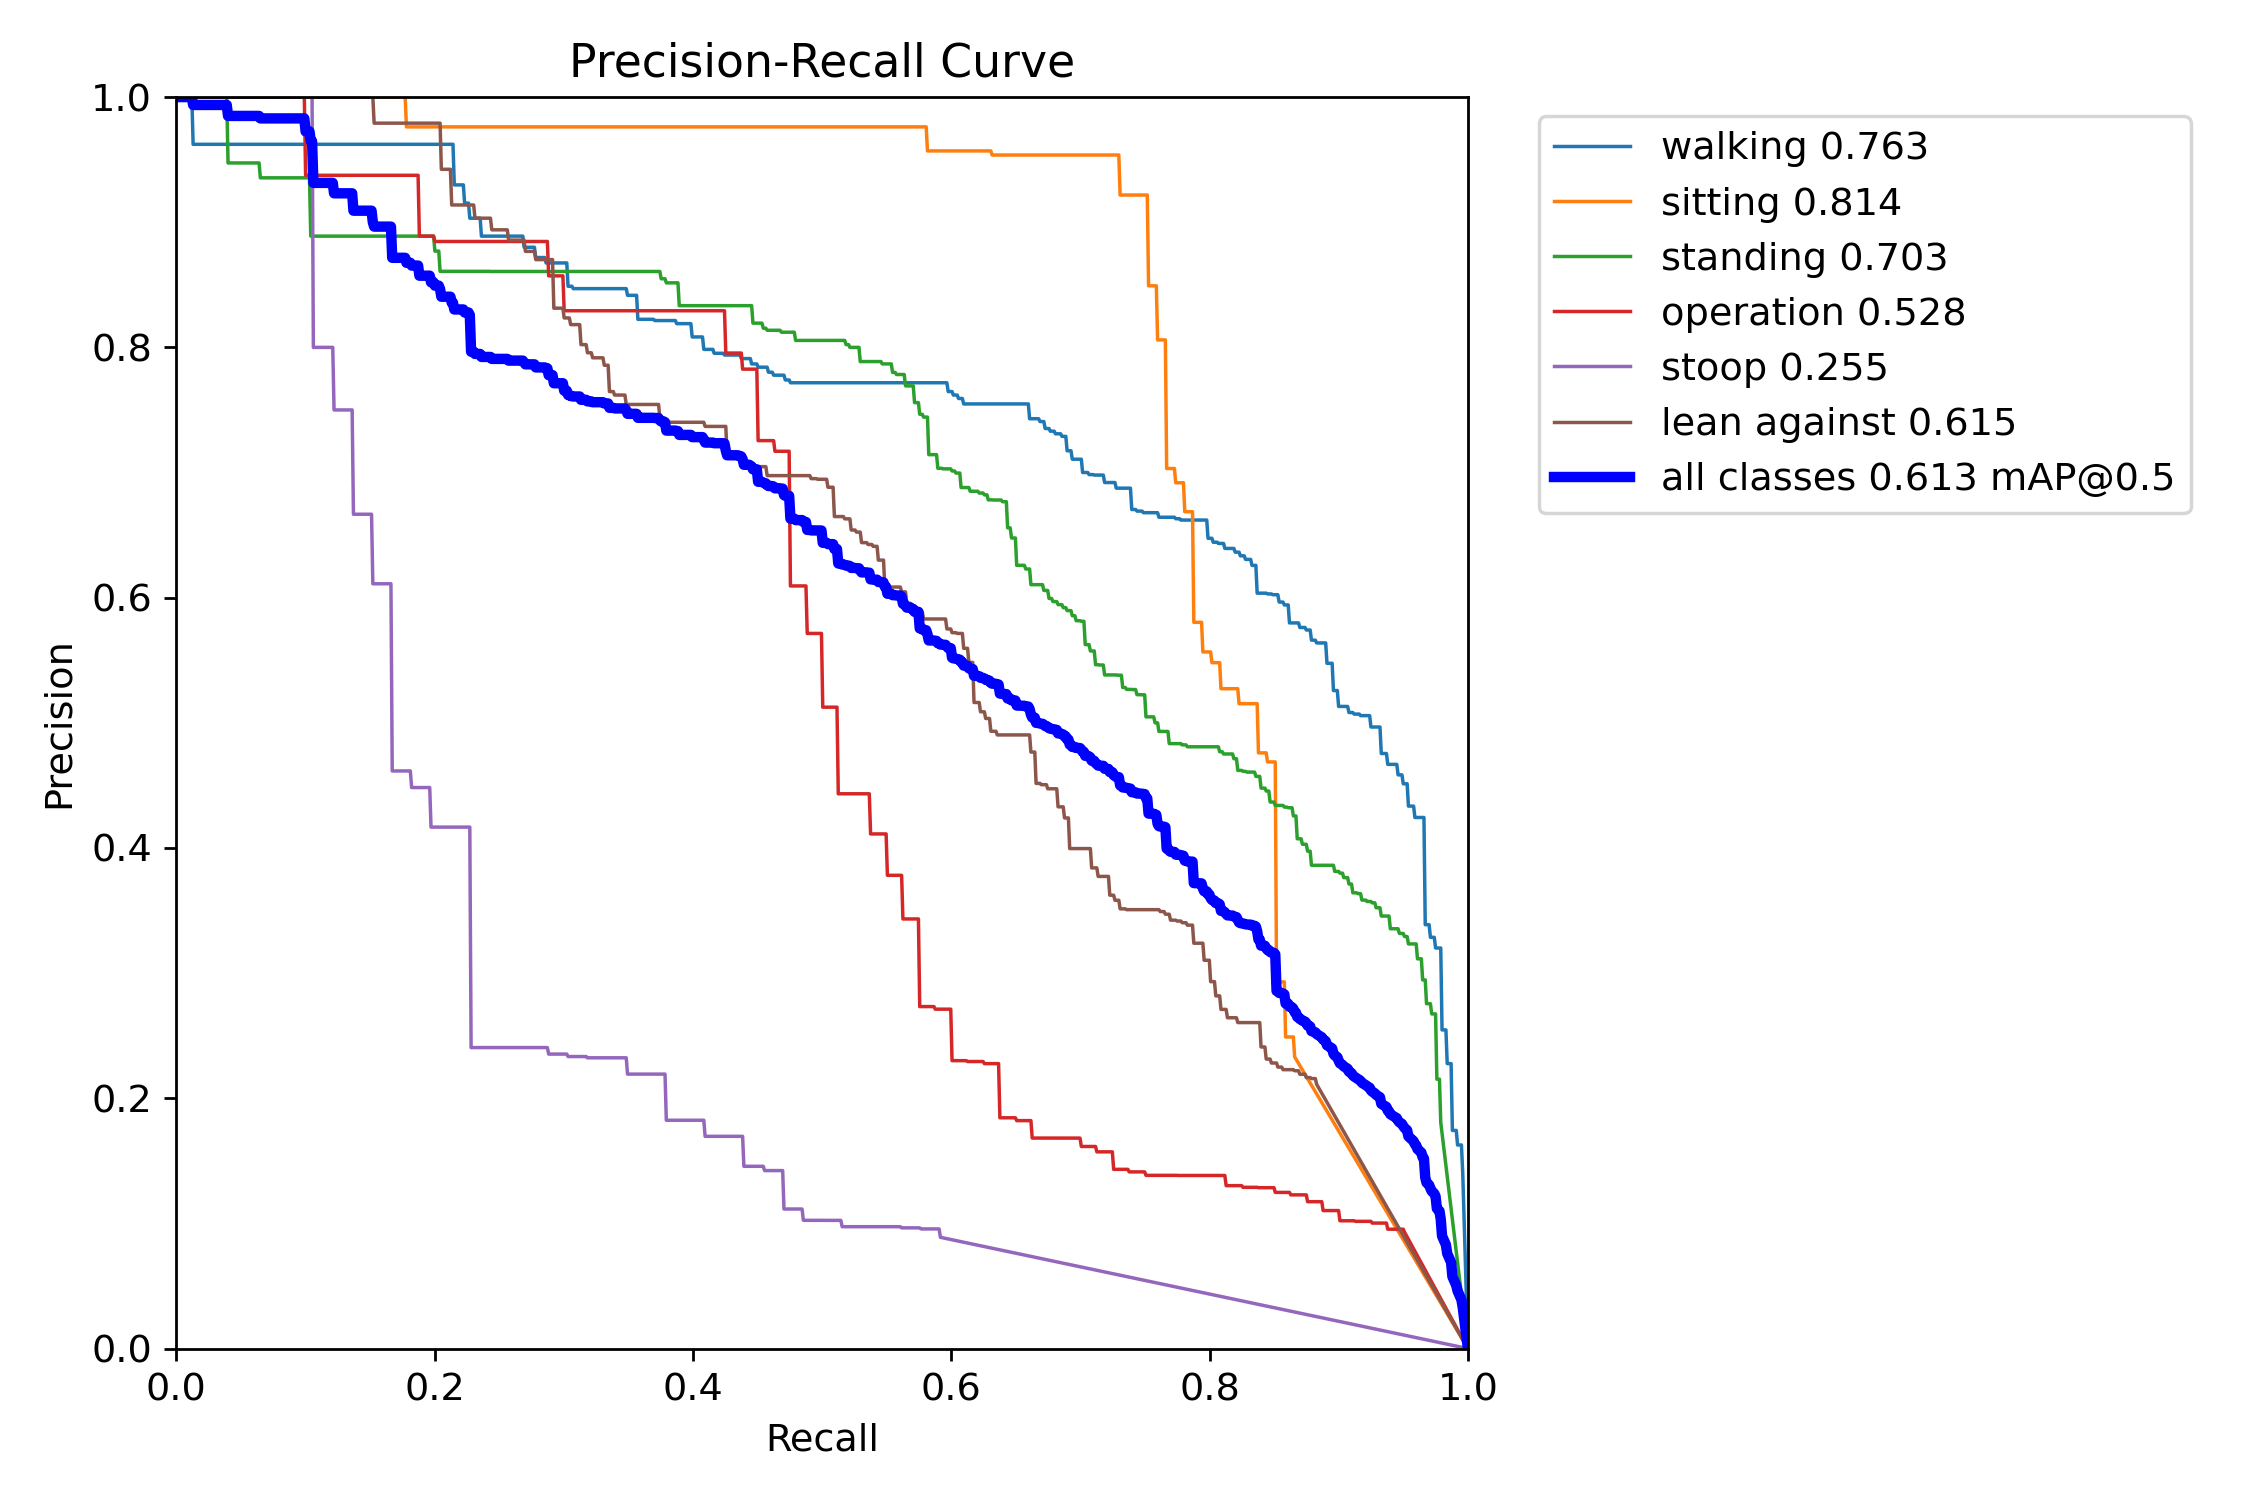 Precision-Recall Curve
1.0
0.8
0.6
0.4
0.2
0.0
Precision
0.0 0.2 0.4 0.6 0.8 1.0
Recall
walking 0.763
sitting 0.814
standing 0.703
operation 0.528
stoop 0.255
lean against 0.615
all classes 0.613 mAP@0.5